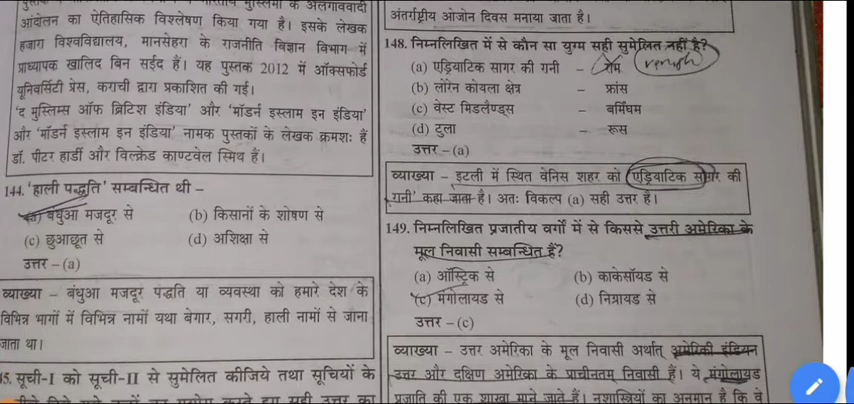 आंदोलन का ऐतिहासिक विश्लेषण किया गया है। इसके लेखक
हजारा विश्वविद्यालय, मानसेहरा के राजनीति विज्ञान विभाग में
प्राध्यापक खालिद बिन सईद हैं। यह पुस्तक 2012 में ऑक्सफोर्ड
यूनिवर्सिटी प्रेस, कराची द्वारा प्रकाशित की गई।
'द मुस्लिम्स ऑफ ब्रिटिश इंडिया' और 'मॉडर्न इस्लाम इन इंडिया'
और 'मॉडर्न इस्लाम इन इंडिया' नामक पुस्तकों के लेखक क्रमशः हैं
डॉ. पीटर हार्डी और विल्फ्रेड काण्टवेल स्मिथ हैं।
144. 'हाली पद्धति' सम्बन्धित थी –
(a) बंधुआ मजदूर से (b) किसानों के शोषण से
(c) छुआछूत से (d) अशिक्षा से
उत्तर – (a)
व्याख्या – बंधुआ मजदूर पद्धति या व्यवस्था को हमारे देश के
विभिन्न भागों में विभिन्न नामों यथा बेगार, सगरी, हाली नामों से जाना
जाता था।
45. सूची-I को सूची-II से सुमेलित कीजिये तथा सूचियों के
अंतर्राष्ट्रीय ओजोन दिवस मनाया जाता है।
148. निम्नलिखित में से कौन सा युग्म सही सुमेलित नहीं है?
(a) एड्रियाटिक सागर की रानी – रोम
(b) लोरेन कोयला क्षेत्र – फ्रांस
(c) वेस्ट मिडलैण्ड्स – बर्मिंघम
(d) टुला – रूस
उत्तर – (a)
व्याख्या – इटली में स्थित वेनिस शहर को 'एड्रियाटिक सागर की
रानी' कहा जाता है। अतः विकल्प (a) सही उत्तर है।
149. निम्नलिखित प्रजातीय वर्गों में से किससे उत्तरी अमेरिका के
मूल निवासी सम्बन्धित हैं?
(a) ऑस्ट्रिक से (b) काकेसॉयड से
(c) मंगोलायड से (d) निग्रायड से
उत्तर – (c)
व्याख्या – उत्तर अमेरिका के मूल निवासी अर्थात् अमेरिकी इंडियन
उत्तर और दक्षिण अमेरिका के प्राचीनतम् निवासी हैं। ये मंगोलायड
प्रजाति की एक शाखा माने जाते हैं। नृशास्त्रियों का अनुमान है कि वे